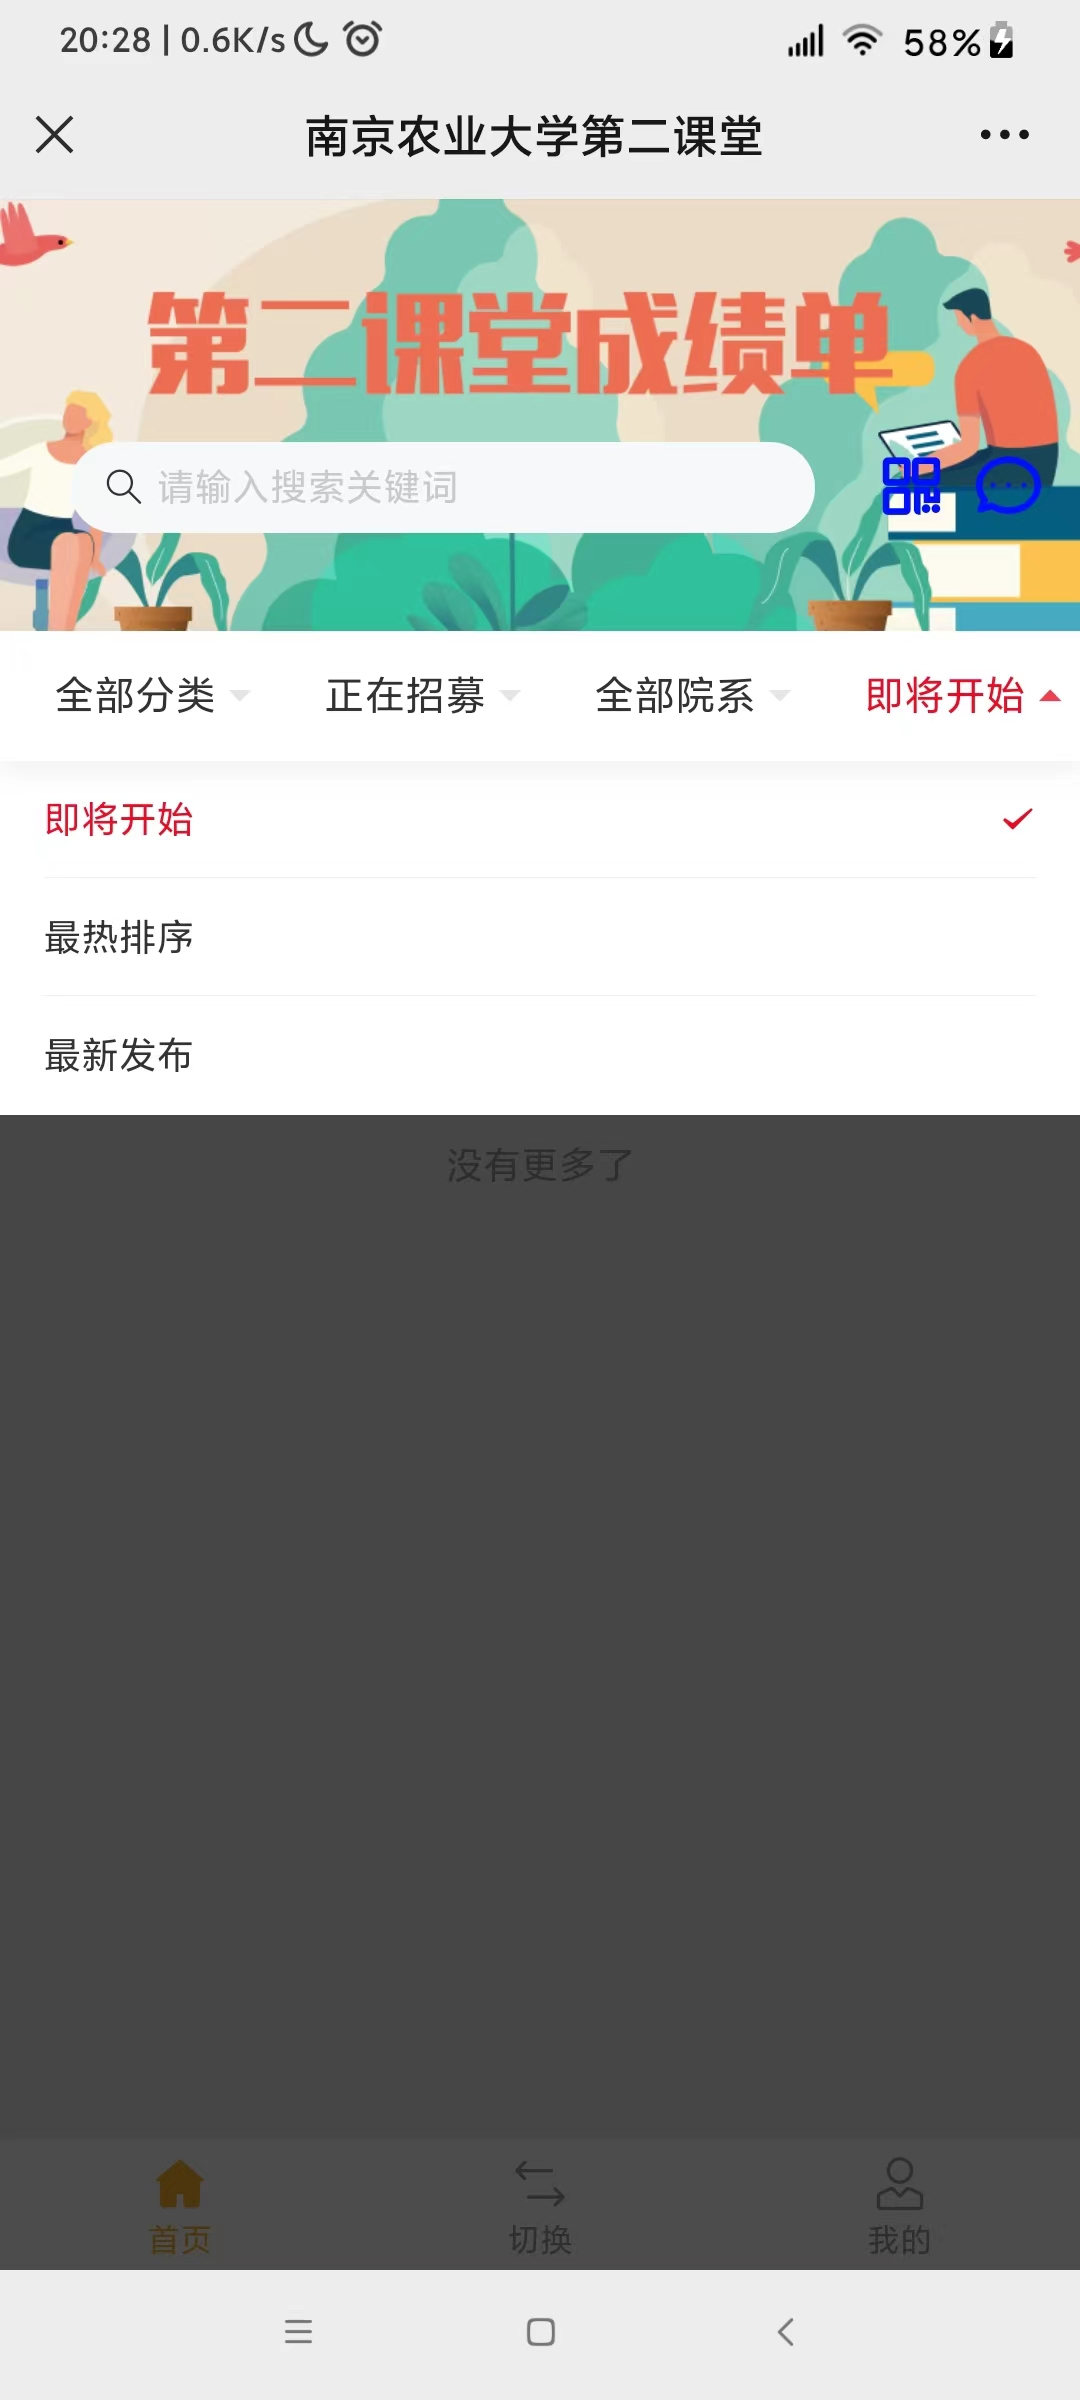 20:28 | 0.6K/s
58%
南京农业大学第二课堂
第二课堂成绩单
请输入搜索关键词
全部分类 正在招募 全部院系 即将开始
即将开始
最热排序
最新发布
没有更多了
首页 切换 我的